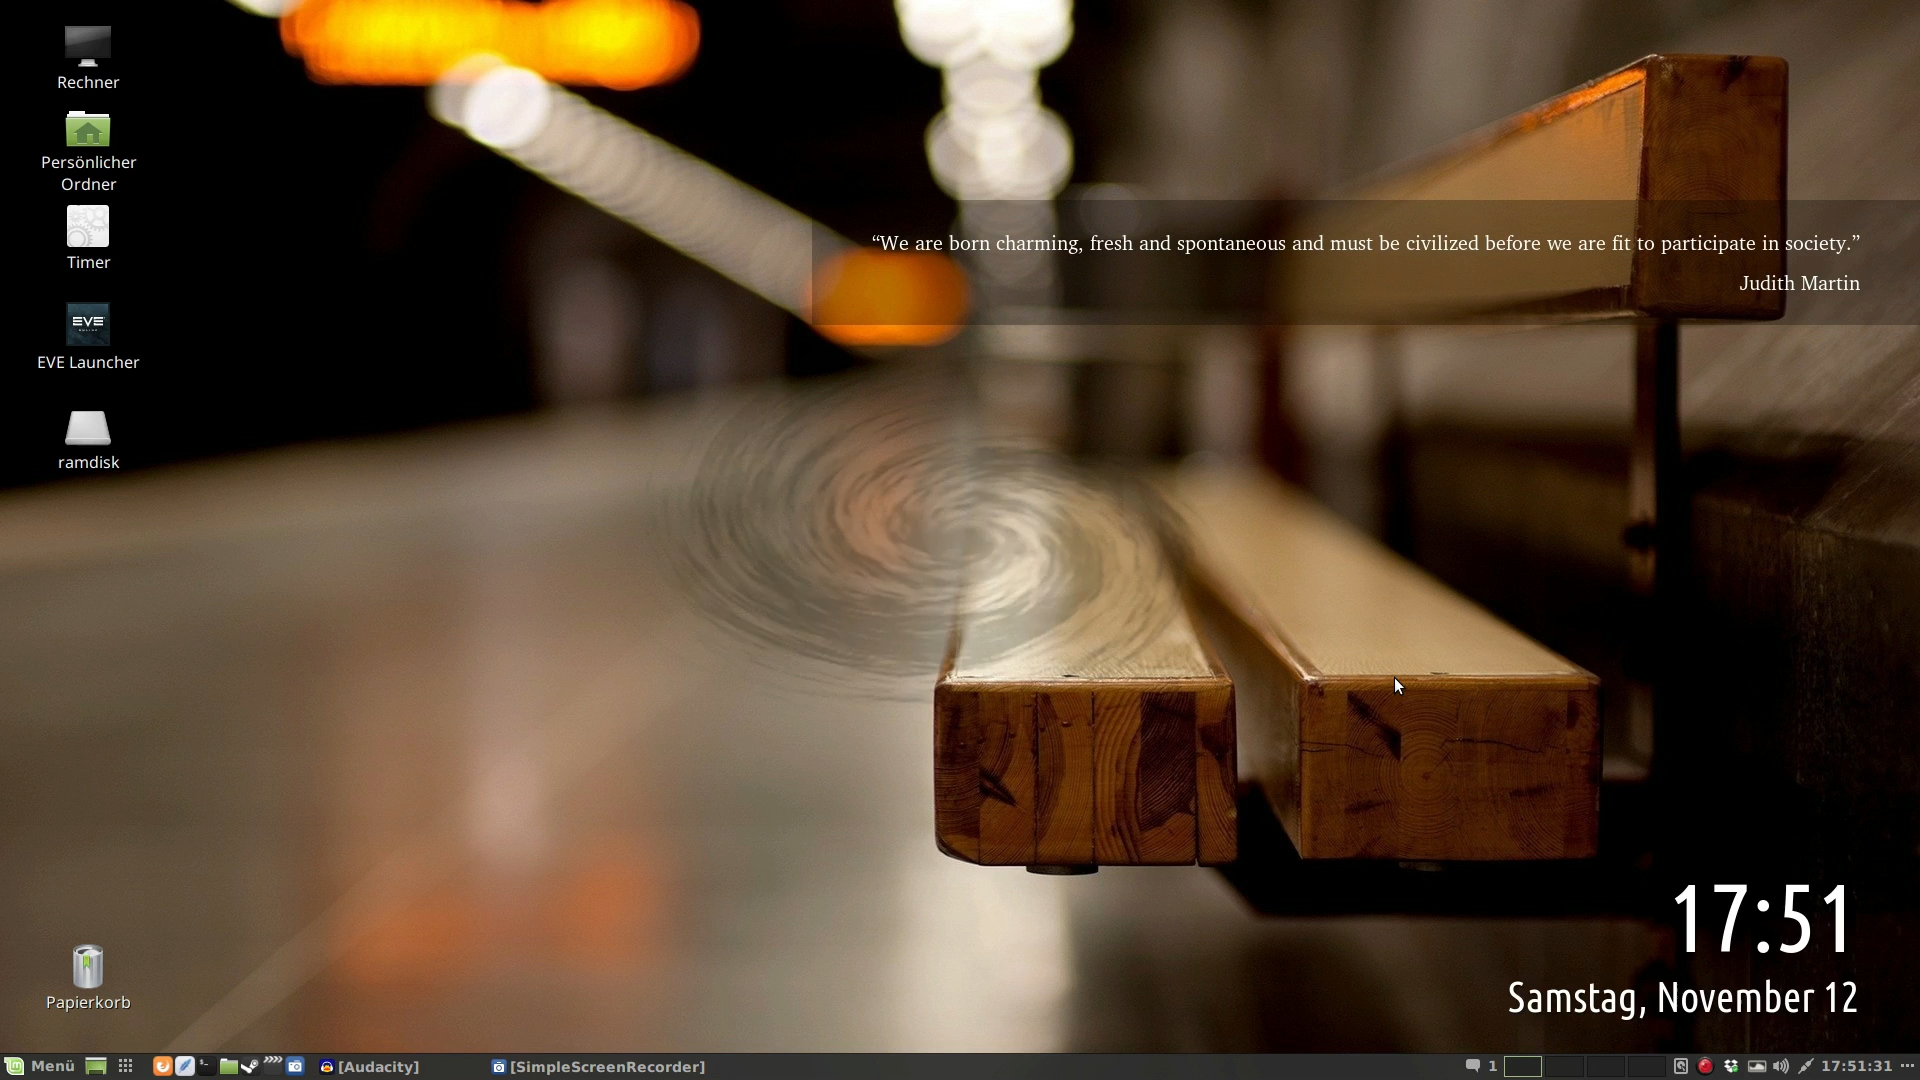 Rechner
Persönlicher
Ordner
Timer
EVE
EVE Launcher
ramdisk
“We are born charming, fresh and spontaneous and must be civilized before we are fit to participate in society.”
Judith Martin
17:51
Samstag, November 12
Papierkorb
Menü
[Audacity]
[SimpleScreenRecorder]
1
17:51:31